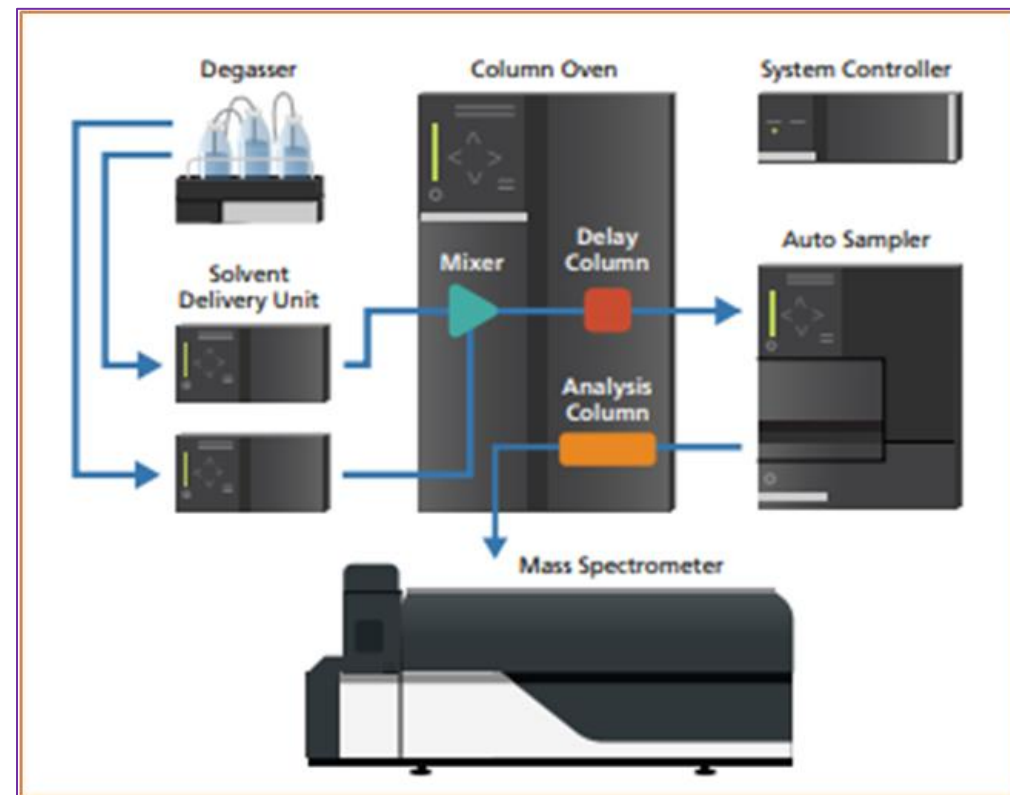 Degasser
Column Oven
System Controller
Solvent
Delivery Unit
Mixer
Delay
Column
Auto Sampler
Analysis
Column
Mass Spectrometer